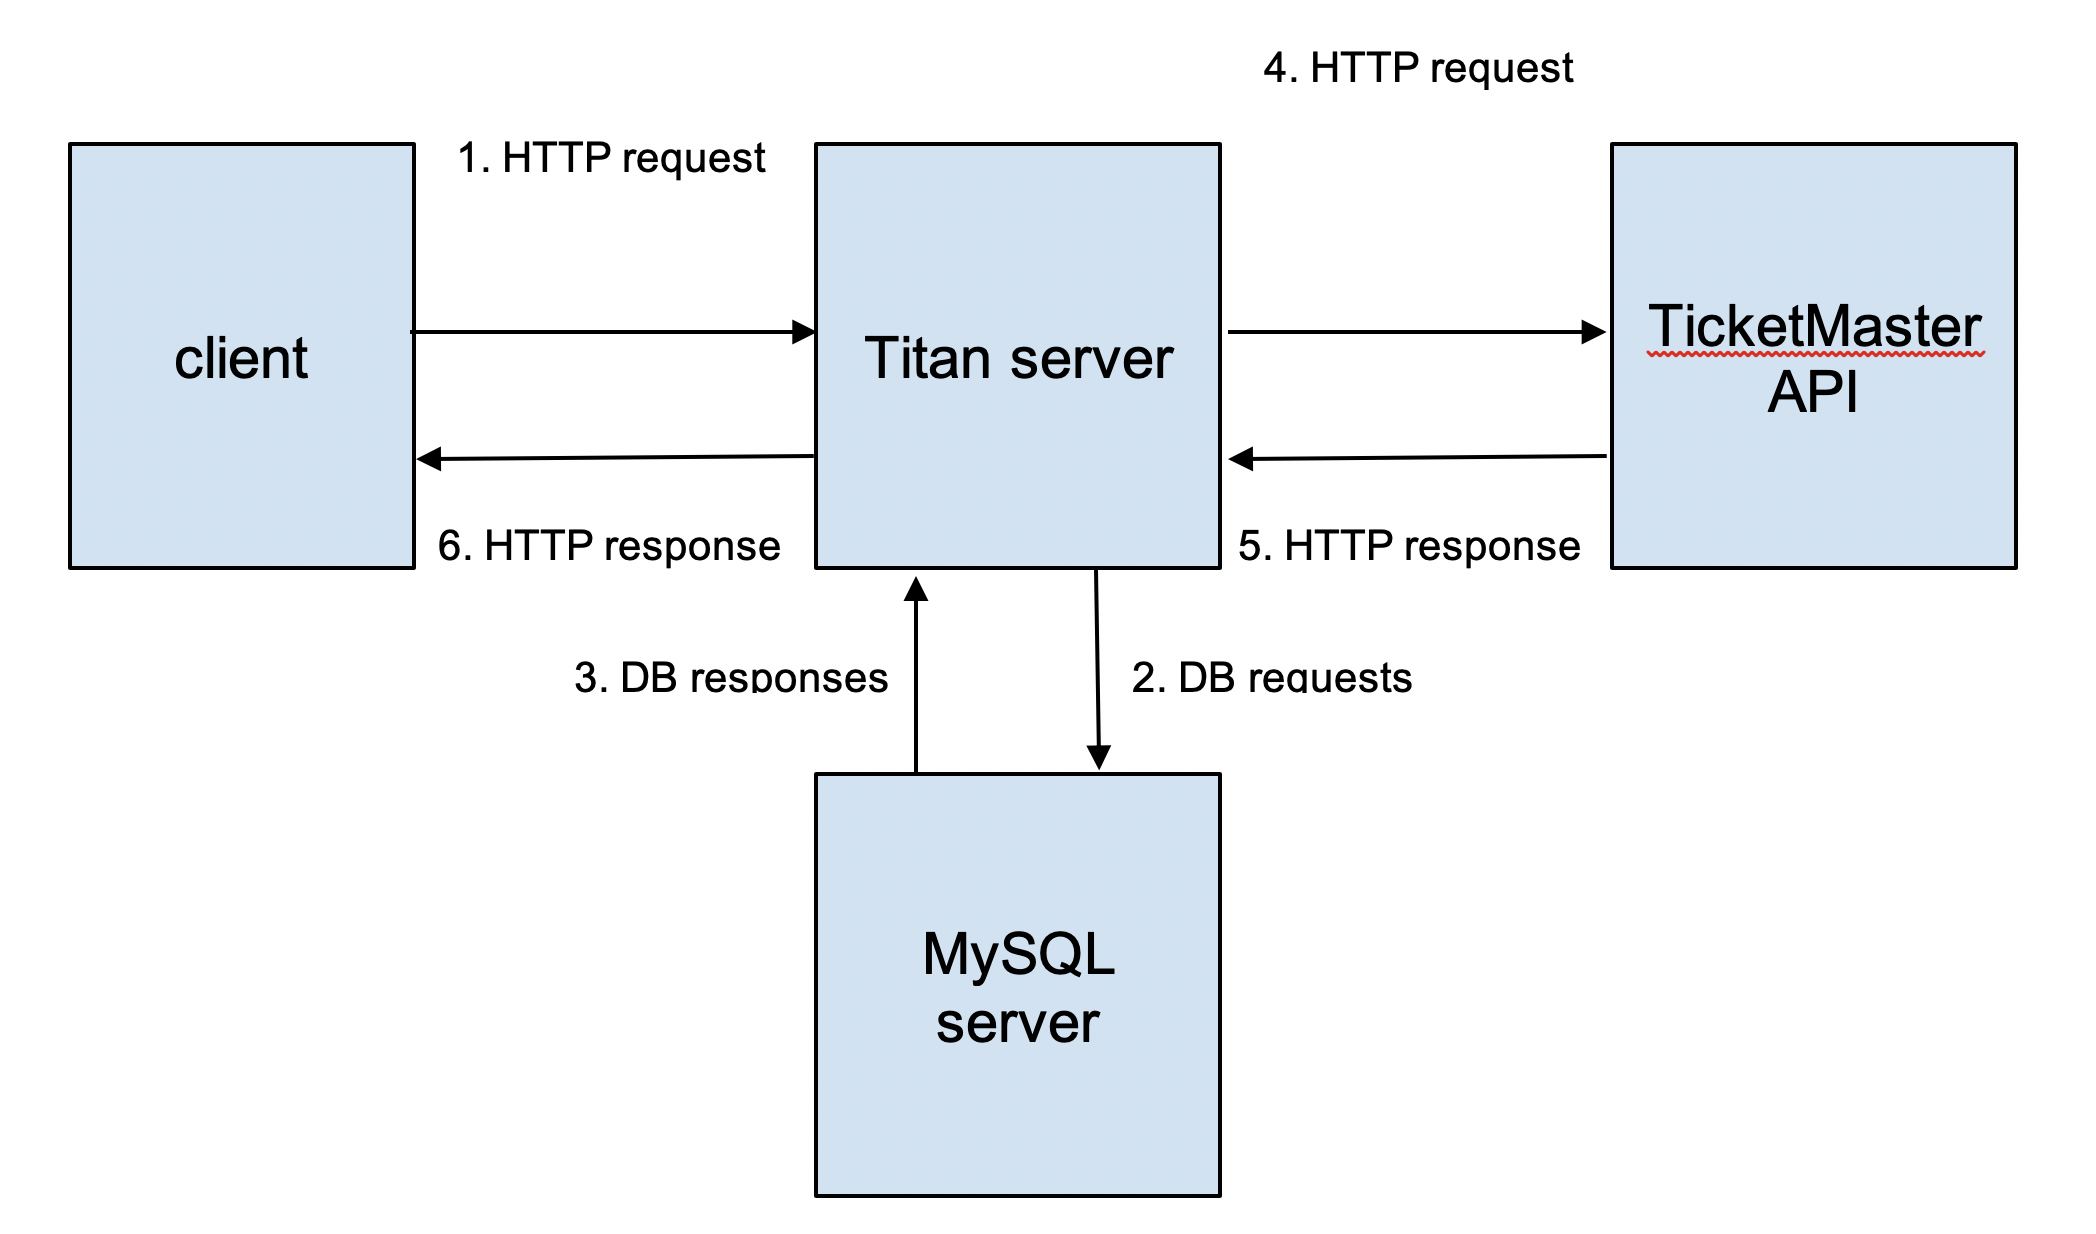 4. HTTP request
1. HTTP request
client
Titan server
TicketMaster
API
6. HTTP response
5. HTTP response
3. DB responses
2. DB requests
MySQL
server